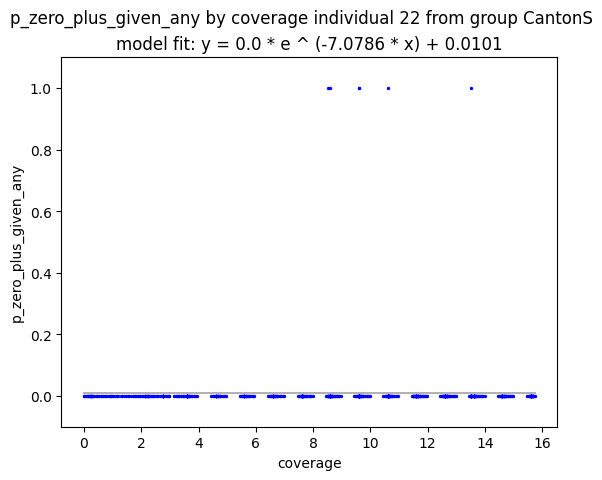 p_zero_plus_given_any by coverage individual 22 from group CantonS
model fit: y = 0.0 * e ^ (-7.0786 * x) + 0.0101
1.0
0.8
0.6
0.4
0.2
0.0
p_zero_plus_given_any
0 2 4 6 8 10 12 14 16
coverage